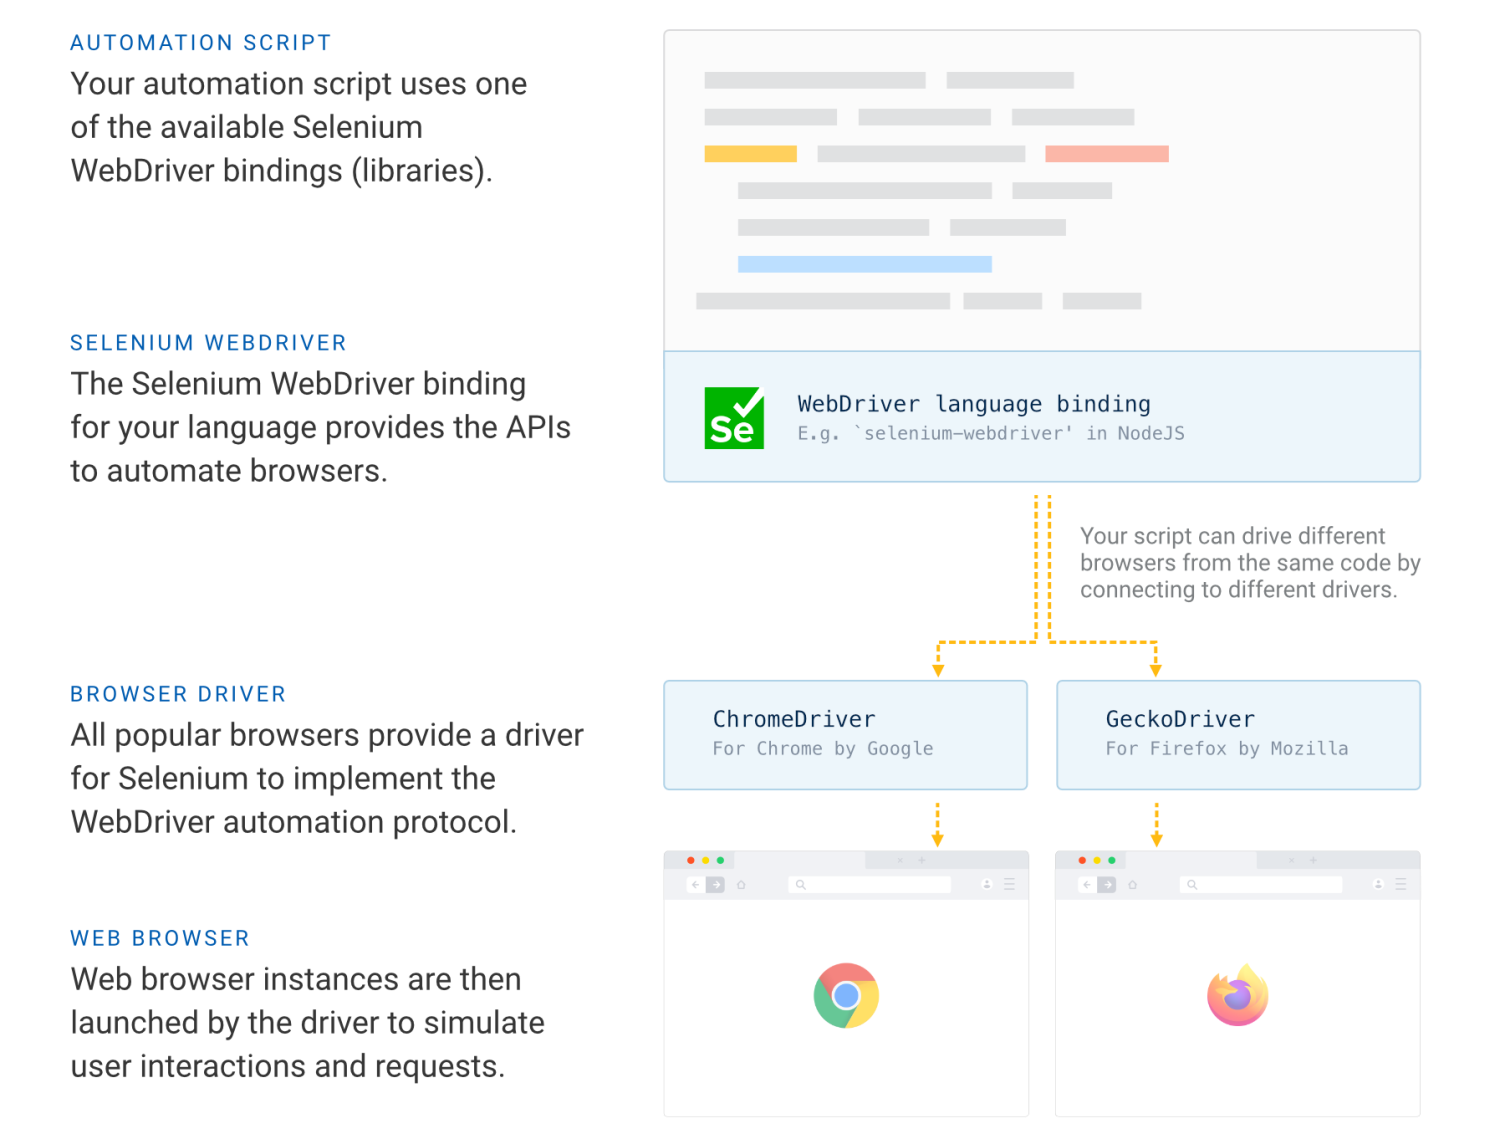 AUTOMATION SCRIPT
Your automation script uses one
of the available Selenium
WebDriver bindings (libraries).
SELENIUM WEBDRIVER
The Selenium WebDriver binding
for your language provides the APIs
to automate browsers.
Se
WebDriver language binding
E.g. `selenium-webdriver' in NodeJS
Your script can drive different
browsers from the same code by
connecting to different drivers.
BROWSER DRIVER
All popular browsers provide a driver
for Selenium to implement the
WebDriver automation protocol.
ChromeDriver
For Chrome by Google
GeckoDriver
For Firefox by Mozilla
WEB BROWSER
Web browser instances are then
launched by the driver to simulate
user interactions and requests.